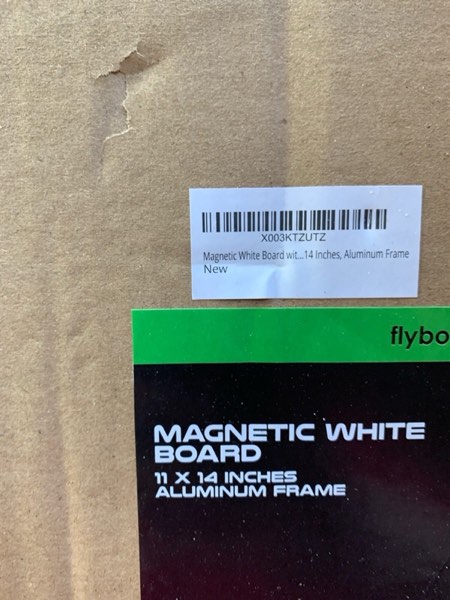 X003KTZUTZ
Magnetic White Board wit...14 Inches, Aluminum Frame
New
flybo
MAGNETIC WHITE
BOARD
11 X 14 INCHES
ALUMINUM FRAME